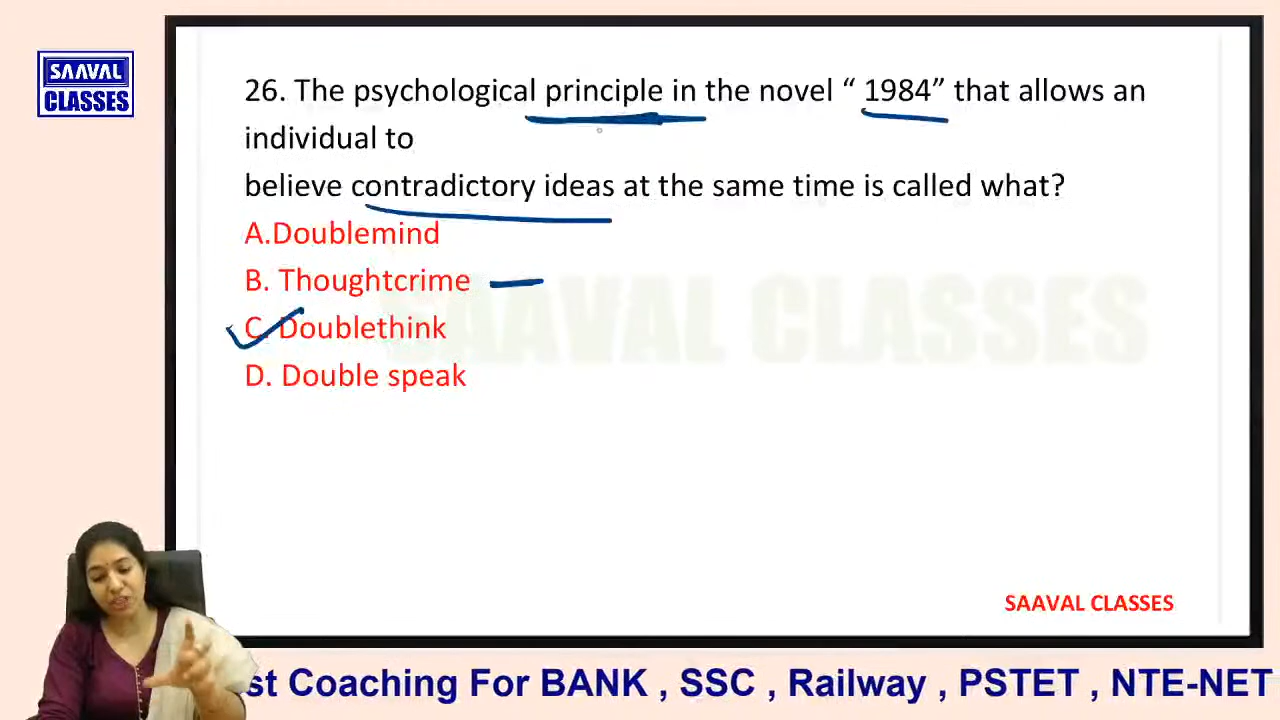 SAAVAL
CLASSES
26. The psychological principle in the novel “ 1984” that allows an
individual to
believe contradictory ideas at the same time is called what?
A.Doublemind
B. Thoughtcrime
C. Doublethink
D. Double speak
SAAVAL CLASSES
SAAVAL CLASSES
st Coaching For BANK , SSC , Railway , PSTET , NTE-NET